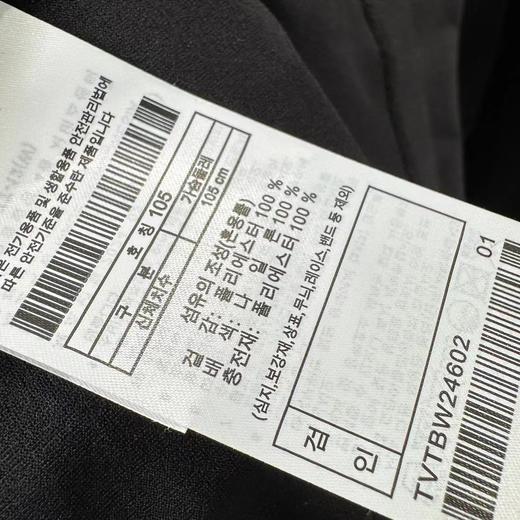 은 전기용품 및 생활용품 안전관리법에
따른 안전기준을 준수한 제품입니다
구 분 호 칭 105
신체치수 가슴둘레 105 cm
섬유의 조성(혼용률)
겉 감: 폴리에스터 100 %
배 색: 나 일 론 100 %
충전재: 폴리에스터 100 %
(심지,보강재,상표,무늬,레이스,밴드 등제외)
검 인
TVTBW24602 01